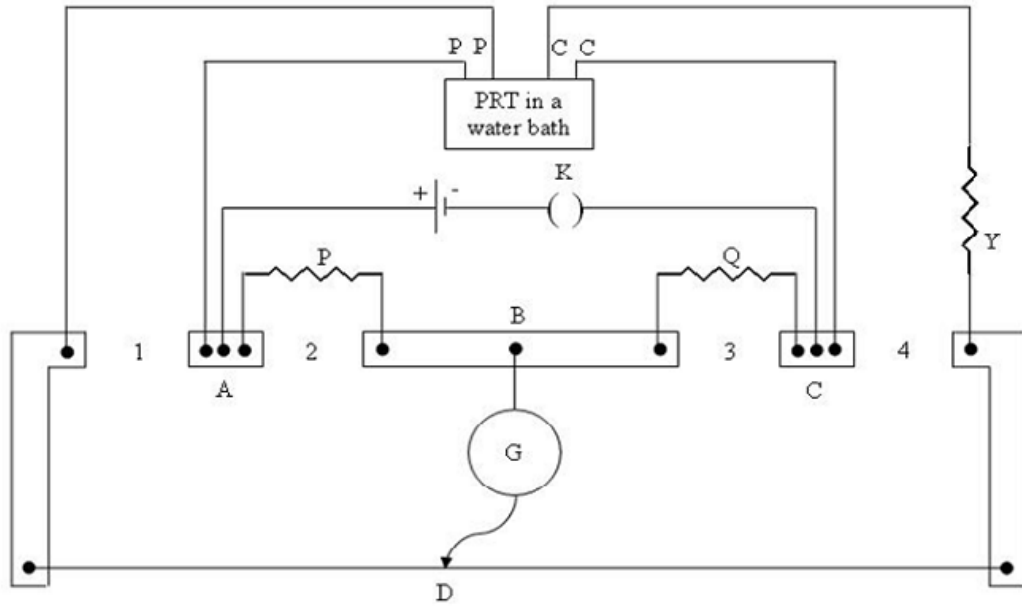 P P C C
PRT in a
water bath
K
+ -
P Q
Y
B
1 2 3 4
A C
G
D